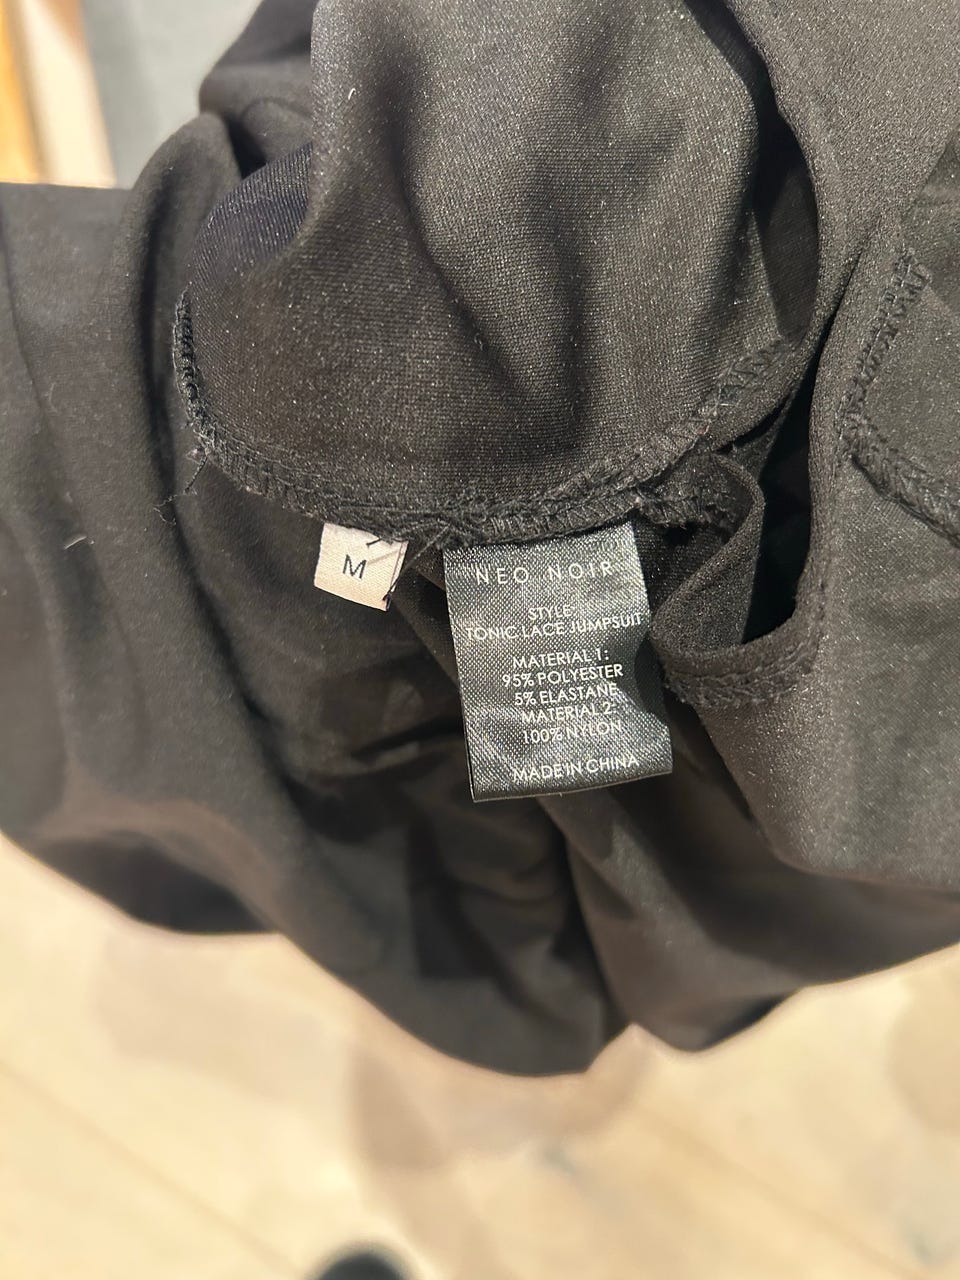 M
NEO NOIR
STYLE:
TONIC LACE JUMPSUIT
MATERIAL 1:
95% POLYESTER
5% ELASTANE
MATERIAL 2:
100% NYLON
MADE IN CHINA